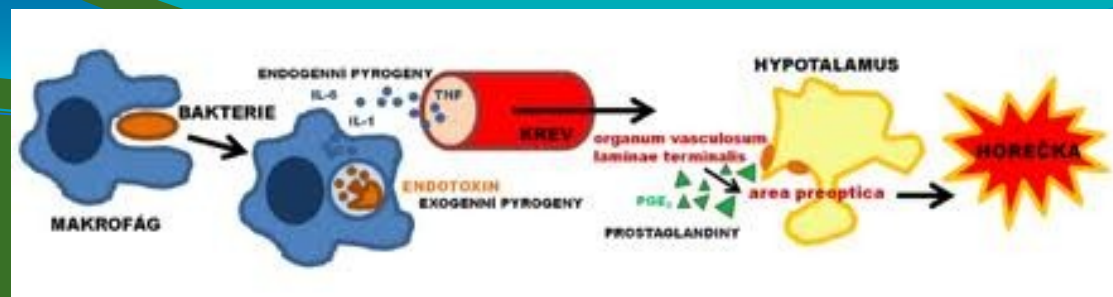 MAKROFÁG
BAKTERIE
ENDOGENNÍ PYROGENY
IL-6
IL-1
TNF
ENDOTOXIN
EXOGENNÍ PYROGENY
KREV
organum vasculosum
laminae terminalis
PGE₂
PROSTAGLANDINY
HYPOTALAMUS
area preoptica
HOREČKA